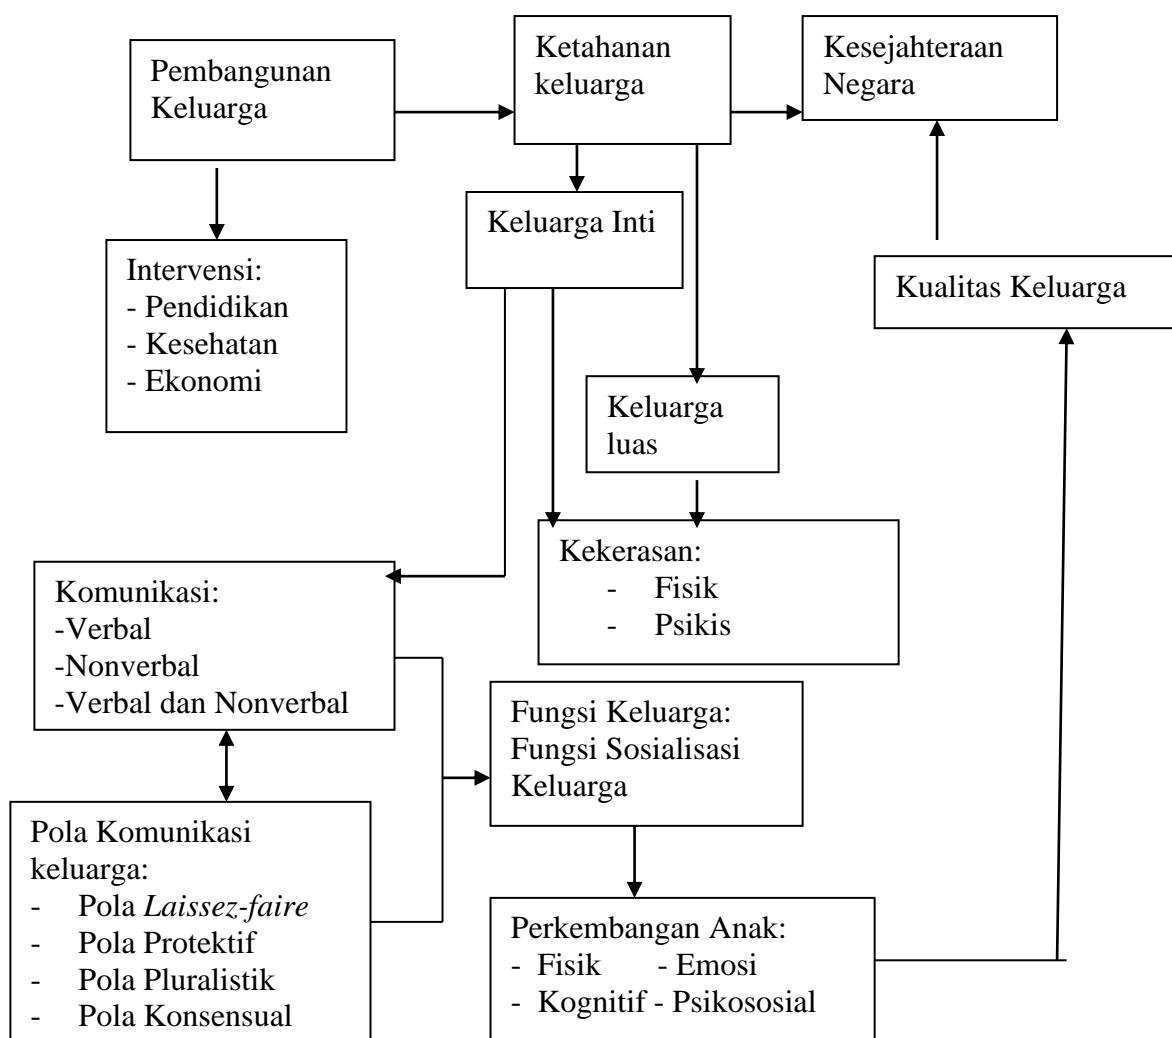 Pembangunan
Keluarga
Ketahanan
keluarga
Kesejahteraan
Negara
Keluarga Inti
Intervensi:
- Pendidikan
- Kesehatan
- Ekonomi
Kualitas Keluarga
Keluarga
luas
Kekerasan:
- Fisik
- Psikis
Komunikasi:
-Verbal
-Nonverbal
-Verbal dan Nonverbal
Fungsi Keluarga:
Fungsi Sosialisasi
Keluarga
Pola Komunikasi
keluarga:
- Pola Laissez-faire
- Pola Protektif
- Pola Pluralistik
- Pola Konsensual
Perkembangan Anak:
- Fisik - Emosi
- Kognitif - Psikososial